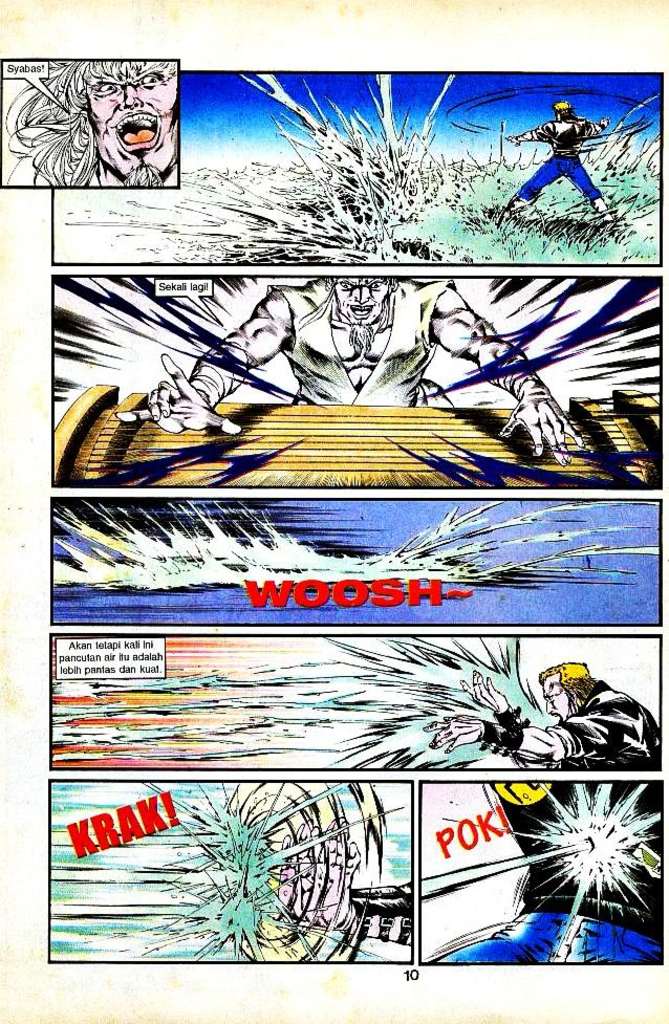 Syabas!
Sekali lagi!
WOOSH~
Akan tetapi kali ini
pancutan air itu adalah
lebih pantas dan kuat.
KRAK!
POK!
10